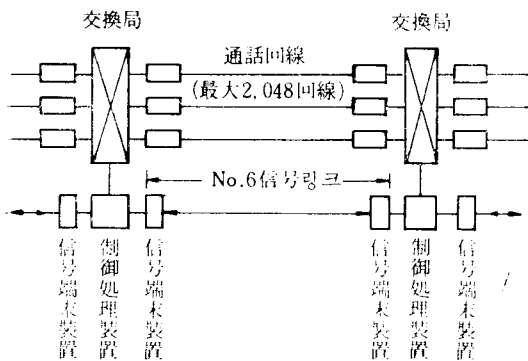 交換局
交換局
通話回線
(最大2,048回線)
No.6信号링크
信号端末装置
制御処理装置
信号端末装置
信号端末装置
制御処理装置
信号端末装置